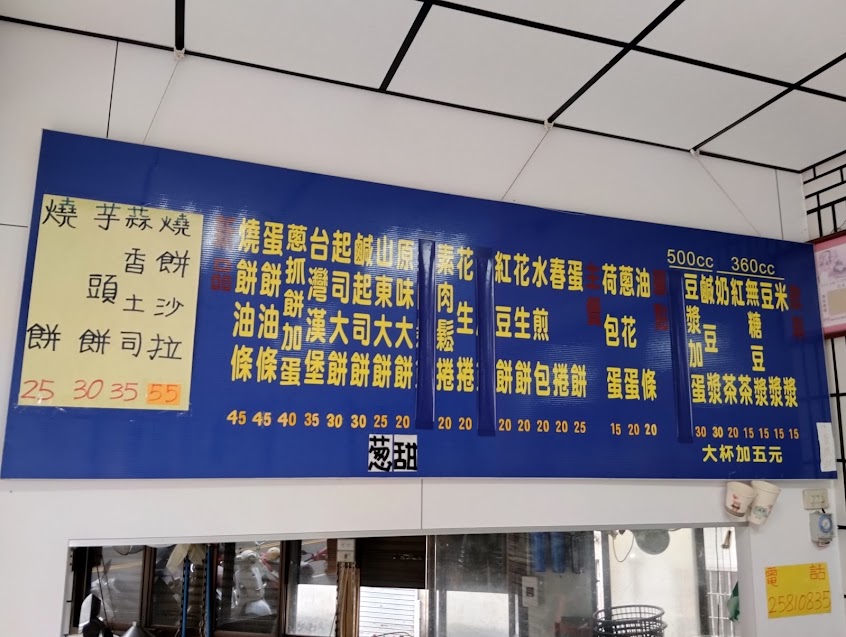 500cc
360cc
米漿
豆漿
無糖豆漿
紅茶
奶茶
鹹豆漿
豆漿加蛋
30 30 20 15 15 15 15
大杯加五元
油條
蔥花蛋
荷包蛋
15 20 20
蛋餅
春捲
水煎包
花生餅
紅豆餅
20 20 20 20 25
花生捲
素肉鬆捲
20 20
原味大餅
山東大餅
鹹起司餅
起司大餅
台灣漢堡
蔥抓餅加蛋
蛋餅油條
燒餅油條
45 45 40 35 30 30 25 20
葱 甜
燒餅沙拉
蒜香土司
芋頭餅
燒餅
25 30 35 55
電話
25810835